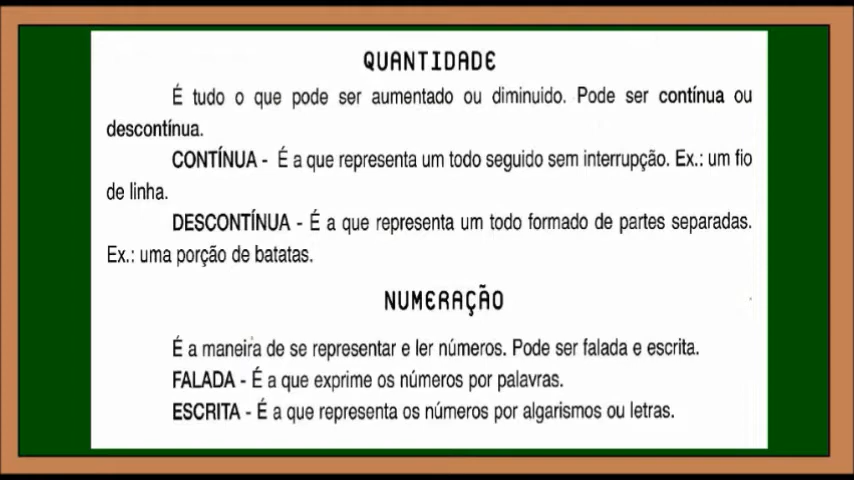 QUANTIDADE
É tudo o que pode ser aumentado ou diminuido. Pode ser contínua ou
descontínua.
CONTÍNUA - É a que representa um todo seguido sem interrupção. Ex.: um fio
de linha.
DESCONTÍNUA - É a que representa um todo formado de partes separadas.
Ex.: uma porção de batatas.
NUMERAÇÃO
É a maneira de se representar e ler números. Pode ser falada e escrita.
FALADA - É a que exprime os números por palavras.
ESCRITA - É a que representa os números por algarismos ou letras.